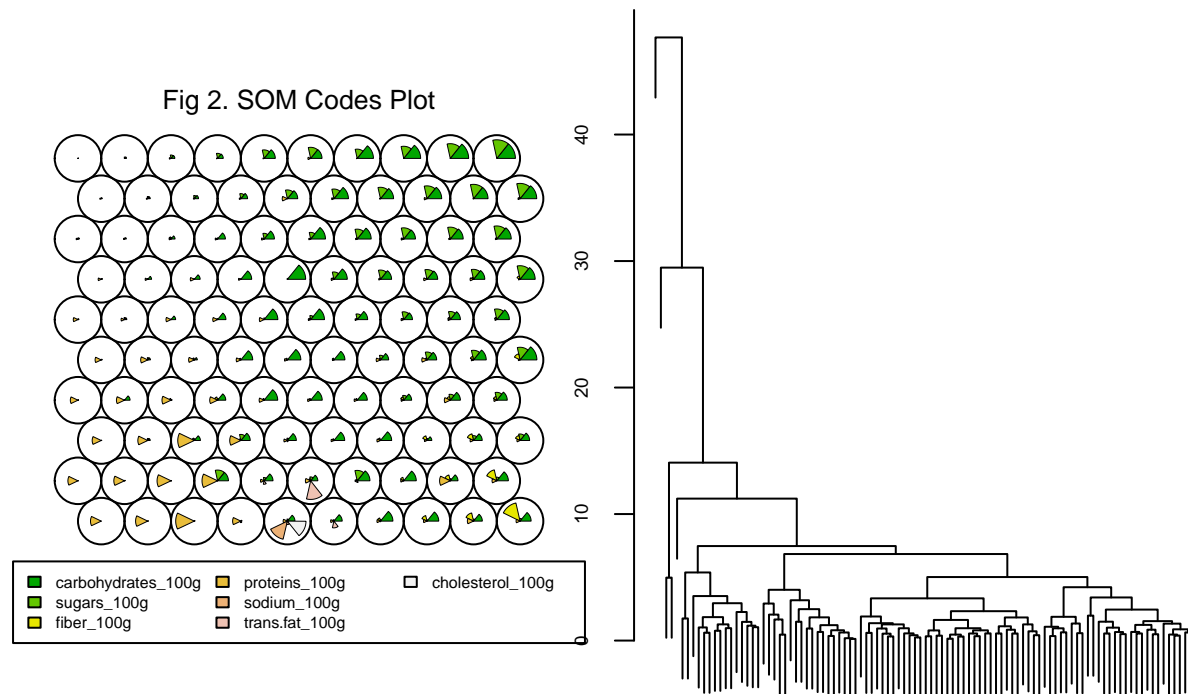 Fig 2. SOM Codes Plot
carbohydrates_100g
sugars_100g
fiber_100g
proteins_100g
sodium_100g
trans.fat_100g
cholesterol_100g
40
30
20
10
0